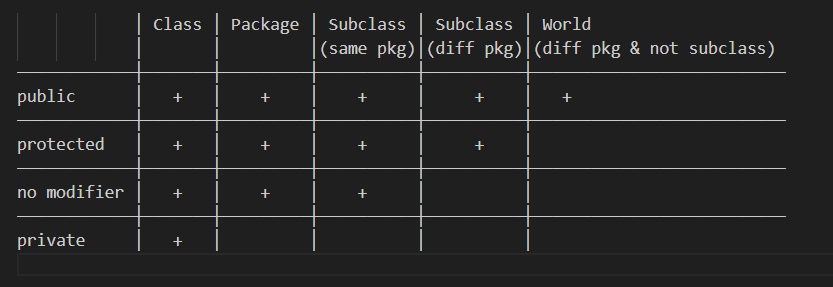 | Class | Package | Subclass | Subclass | World
| | |(same pkg)|(diff pkg)|(diff pkg & not subclass)
————————————┼———————┼—————————┼——————————┼——————————┼————————————————————————
public | + | + | + | + | +
————————————┼———————┼—————————┼——————————┼——————————┼————————————————————————
protected | + | + | + | + |
————————————┼———————┼—————————┼——————————┼——————————┼————————————————————————
no modifier | + | + | + | |
————————————┼———————┼—————————┼——————————┼——————————┼————————————————————————
private | + | | | |